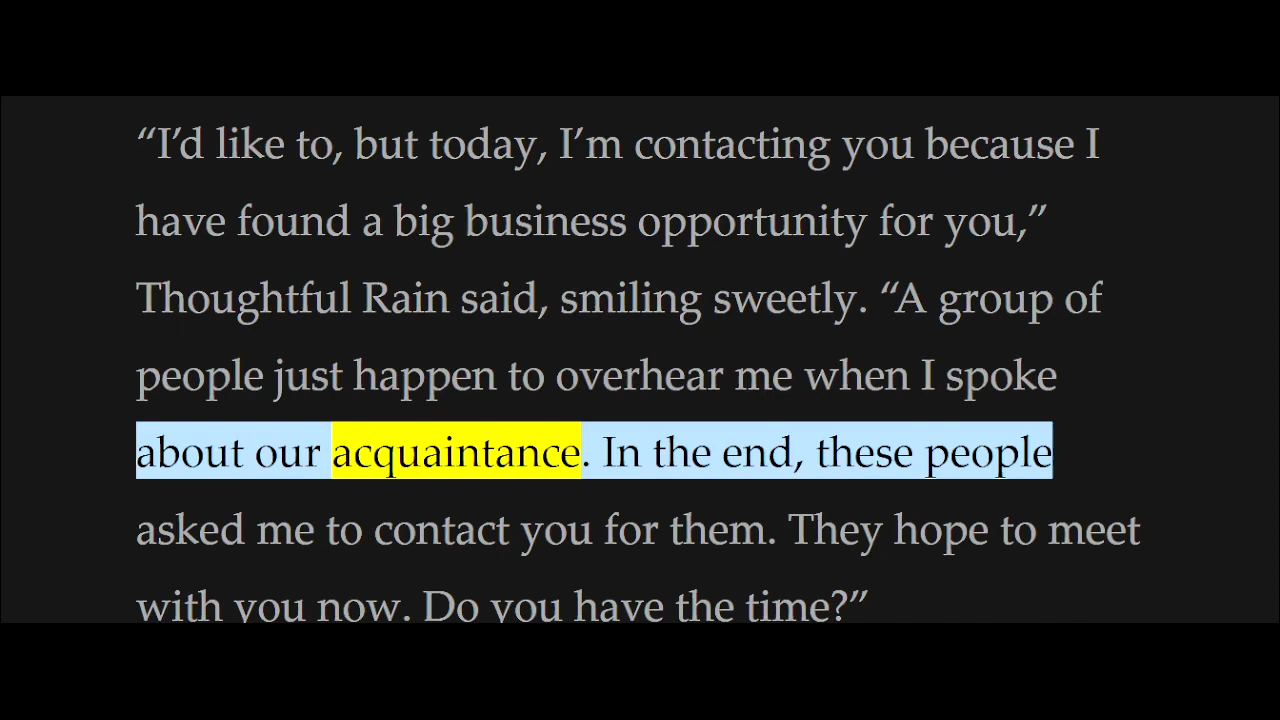 “I’d like to, but today, I’m contacting you because I
have found a big business opportunity for you,”
Thoughtful Rain said, smiling sweetly. “A group of
people just happen to overhear me when I spoke
about our acquaintance. In the end, these people
asked me to contact you for them. They hope to meet
with you now. Do you have the time?”